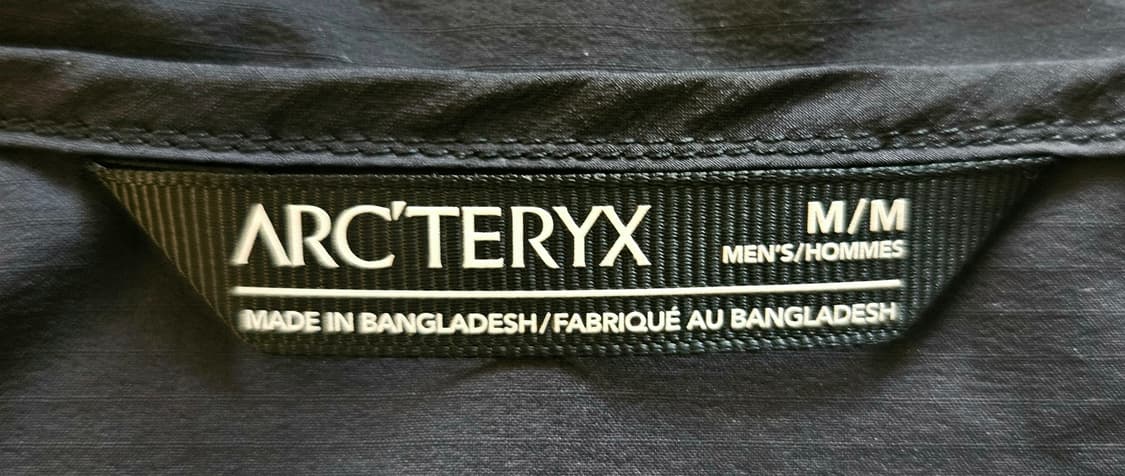 ARC'TERYX
M/M
MEN'S/HOMMES
MADE IN BANGLADESH/FABRIQUÉ AU BANGLADESH